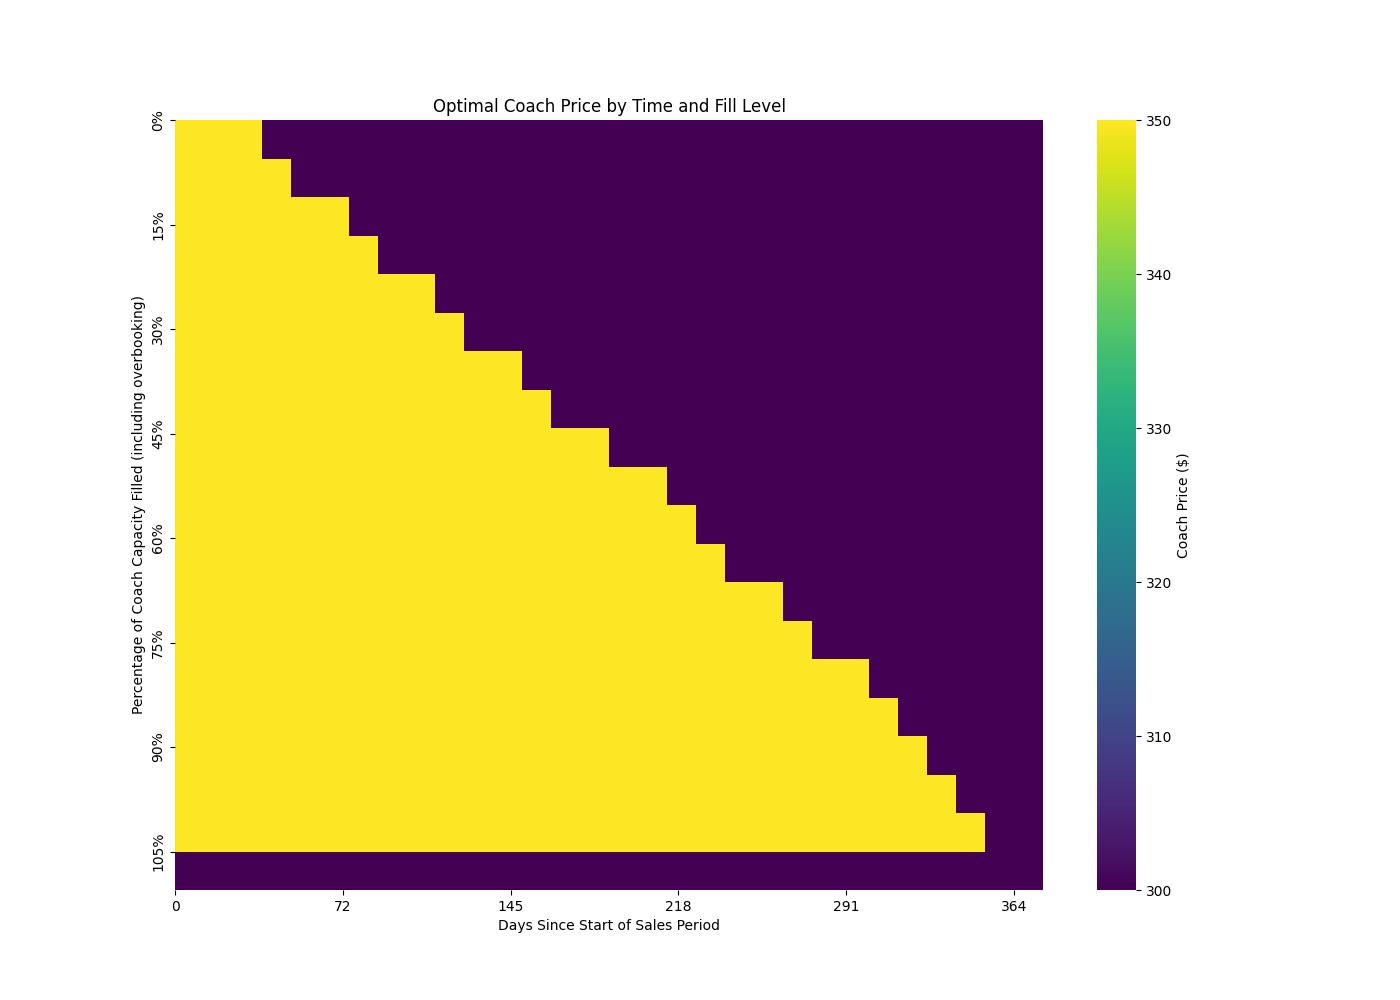 Optimal Coach Price by Time and Fill Level
Percentage of Coach Capacity Filled (including overbooking)
0%
15%
30%
45%
60%
75%
90%
105%
0 72 145 218 291 364
Days Since Start of Sales Period
350
340
330
320
310
300
Coach Price ($)